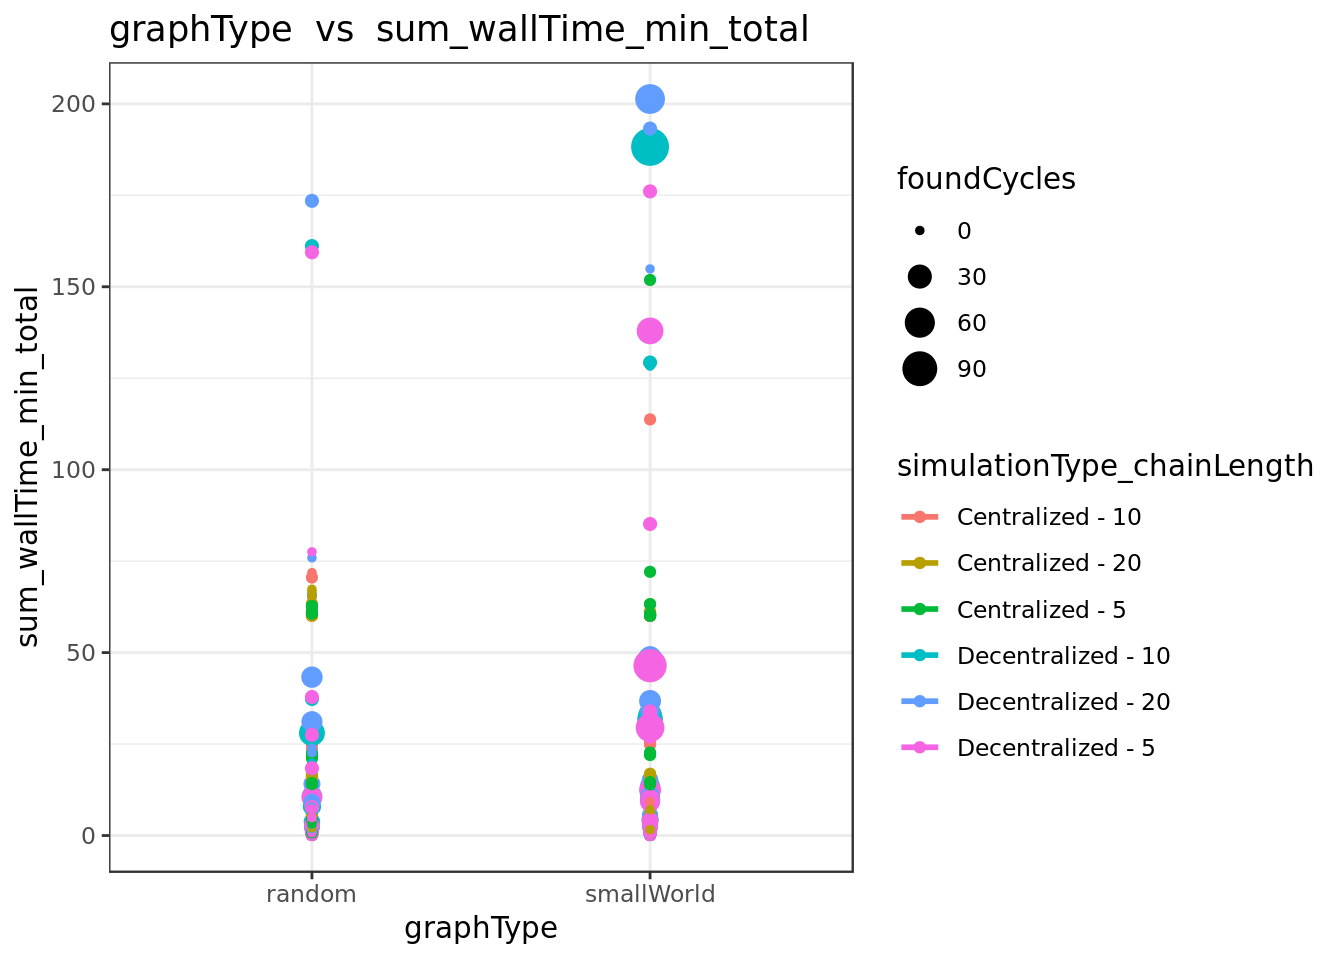 graphType vs sum_wallTime_min_total
sum_wallTime_min_total
200
150
100
50
0
random
smallWorld
graphType
foundCycles
0
30
60
90
simulationType_chainLength
Centralized - 10
Centralized - 20
Centralized - 5
Decentralized - 10
Decentralized - 20
Decentralized - 5